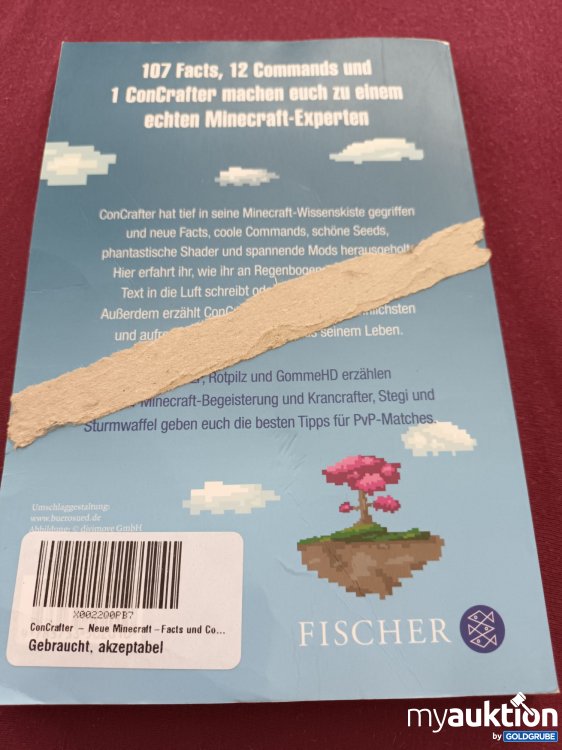 107 Facts, 12 Commands und
1 ConCrafter machen euch zu einem
echten Minecraft-Experten
ConCrafter hat tief in seine Minecraft-Wissenskiste gegriffen
und neue Facts, coole Commands, schöne Seeds,
phantastische Shader und spannende Mods herausgeholt.
Hier erfahrt ihr, wie ihr an
Text in die Luft schreibt
Außerdem erzählt
und seinem Leben.
Rotpilz und GommeHD erzählen
Minecraft-Begeisterung und Krancrafter, Stegi und
Sturmwaffel geben euch die besten Tipps für PvP-Matches.
Umschlaggestaltung:
www.buerosued.de
Abbildung: © divimove GmbH
X002200PB7
ConCrafter - Neue Minecraft-Facts und Co...
Gebraucht, akzeptabel
FISCHER
myauktion
by GOLDGRUBE